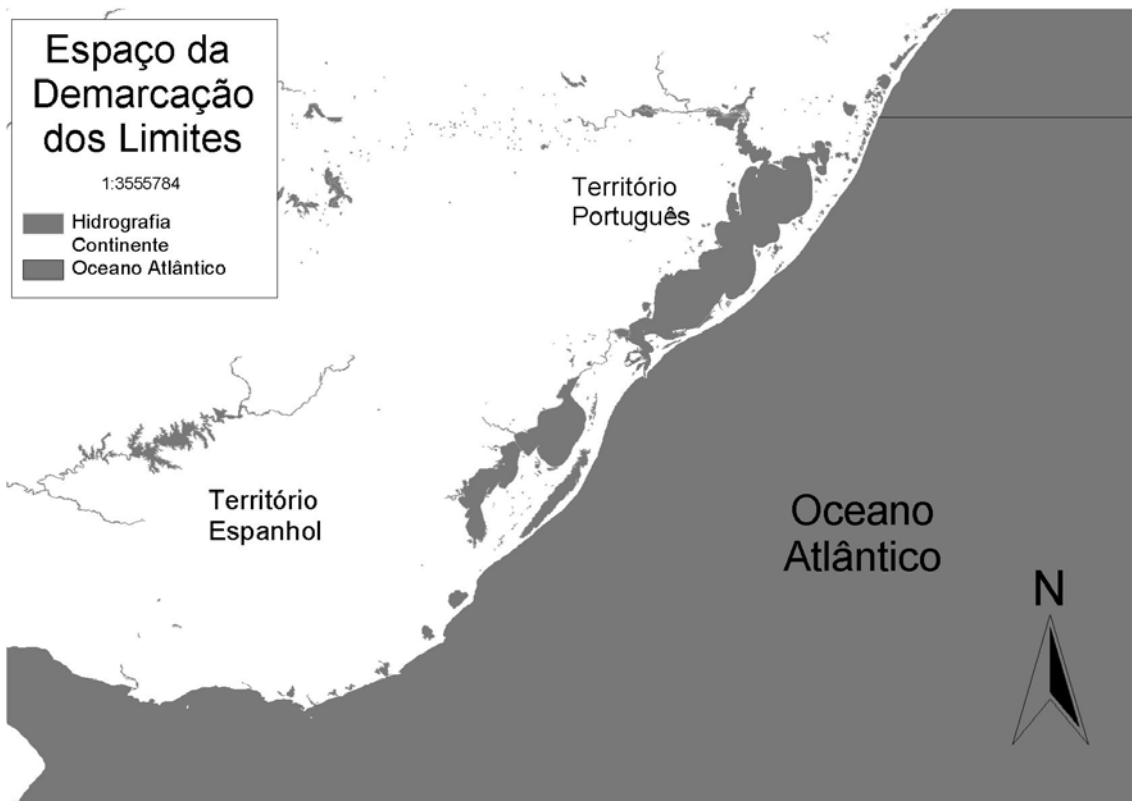 Espaço da
Demarcação
dos Limites
1:3555784
Hidrografia
Continente
Oceano Atlântico
Território
Português
Território
Espanhol
Oceano
Atlântico
N